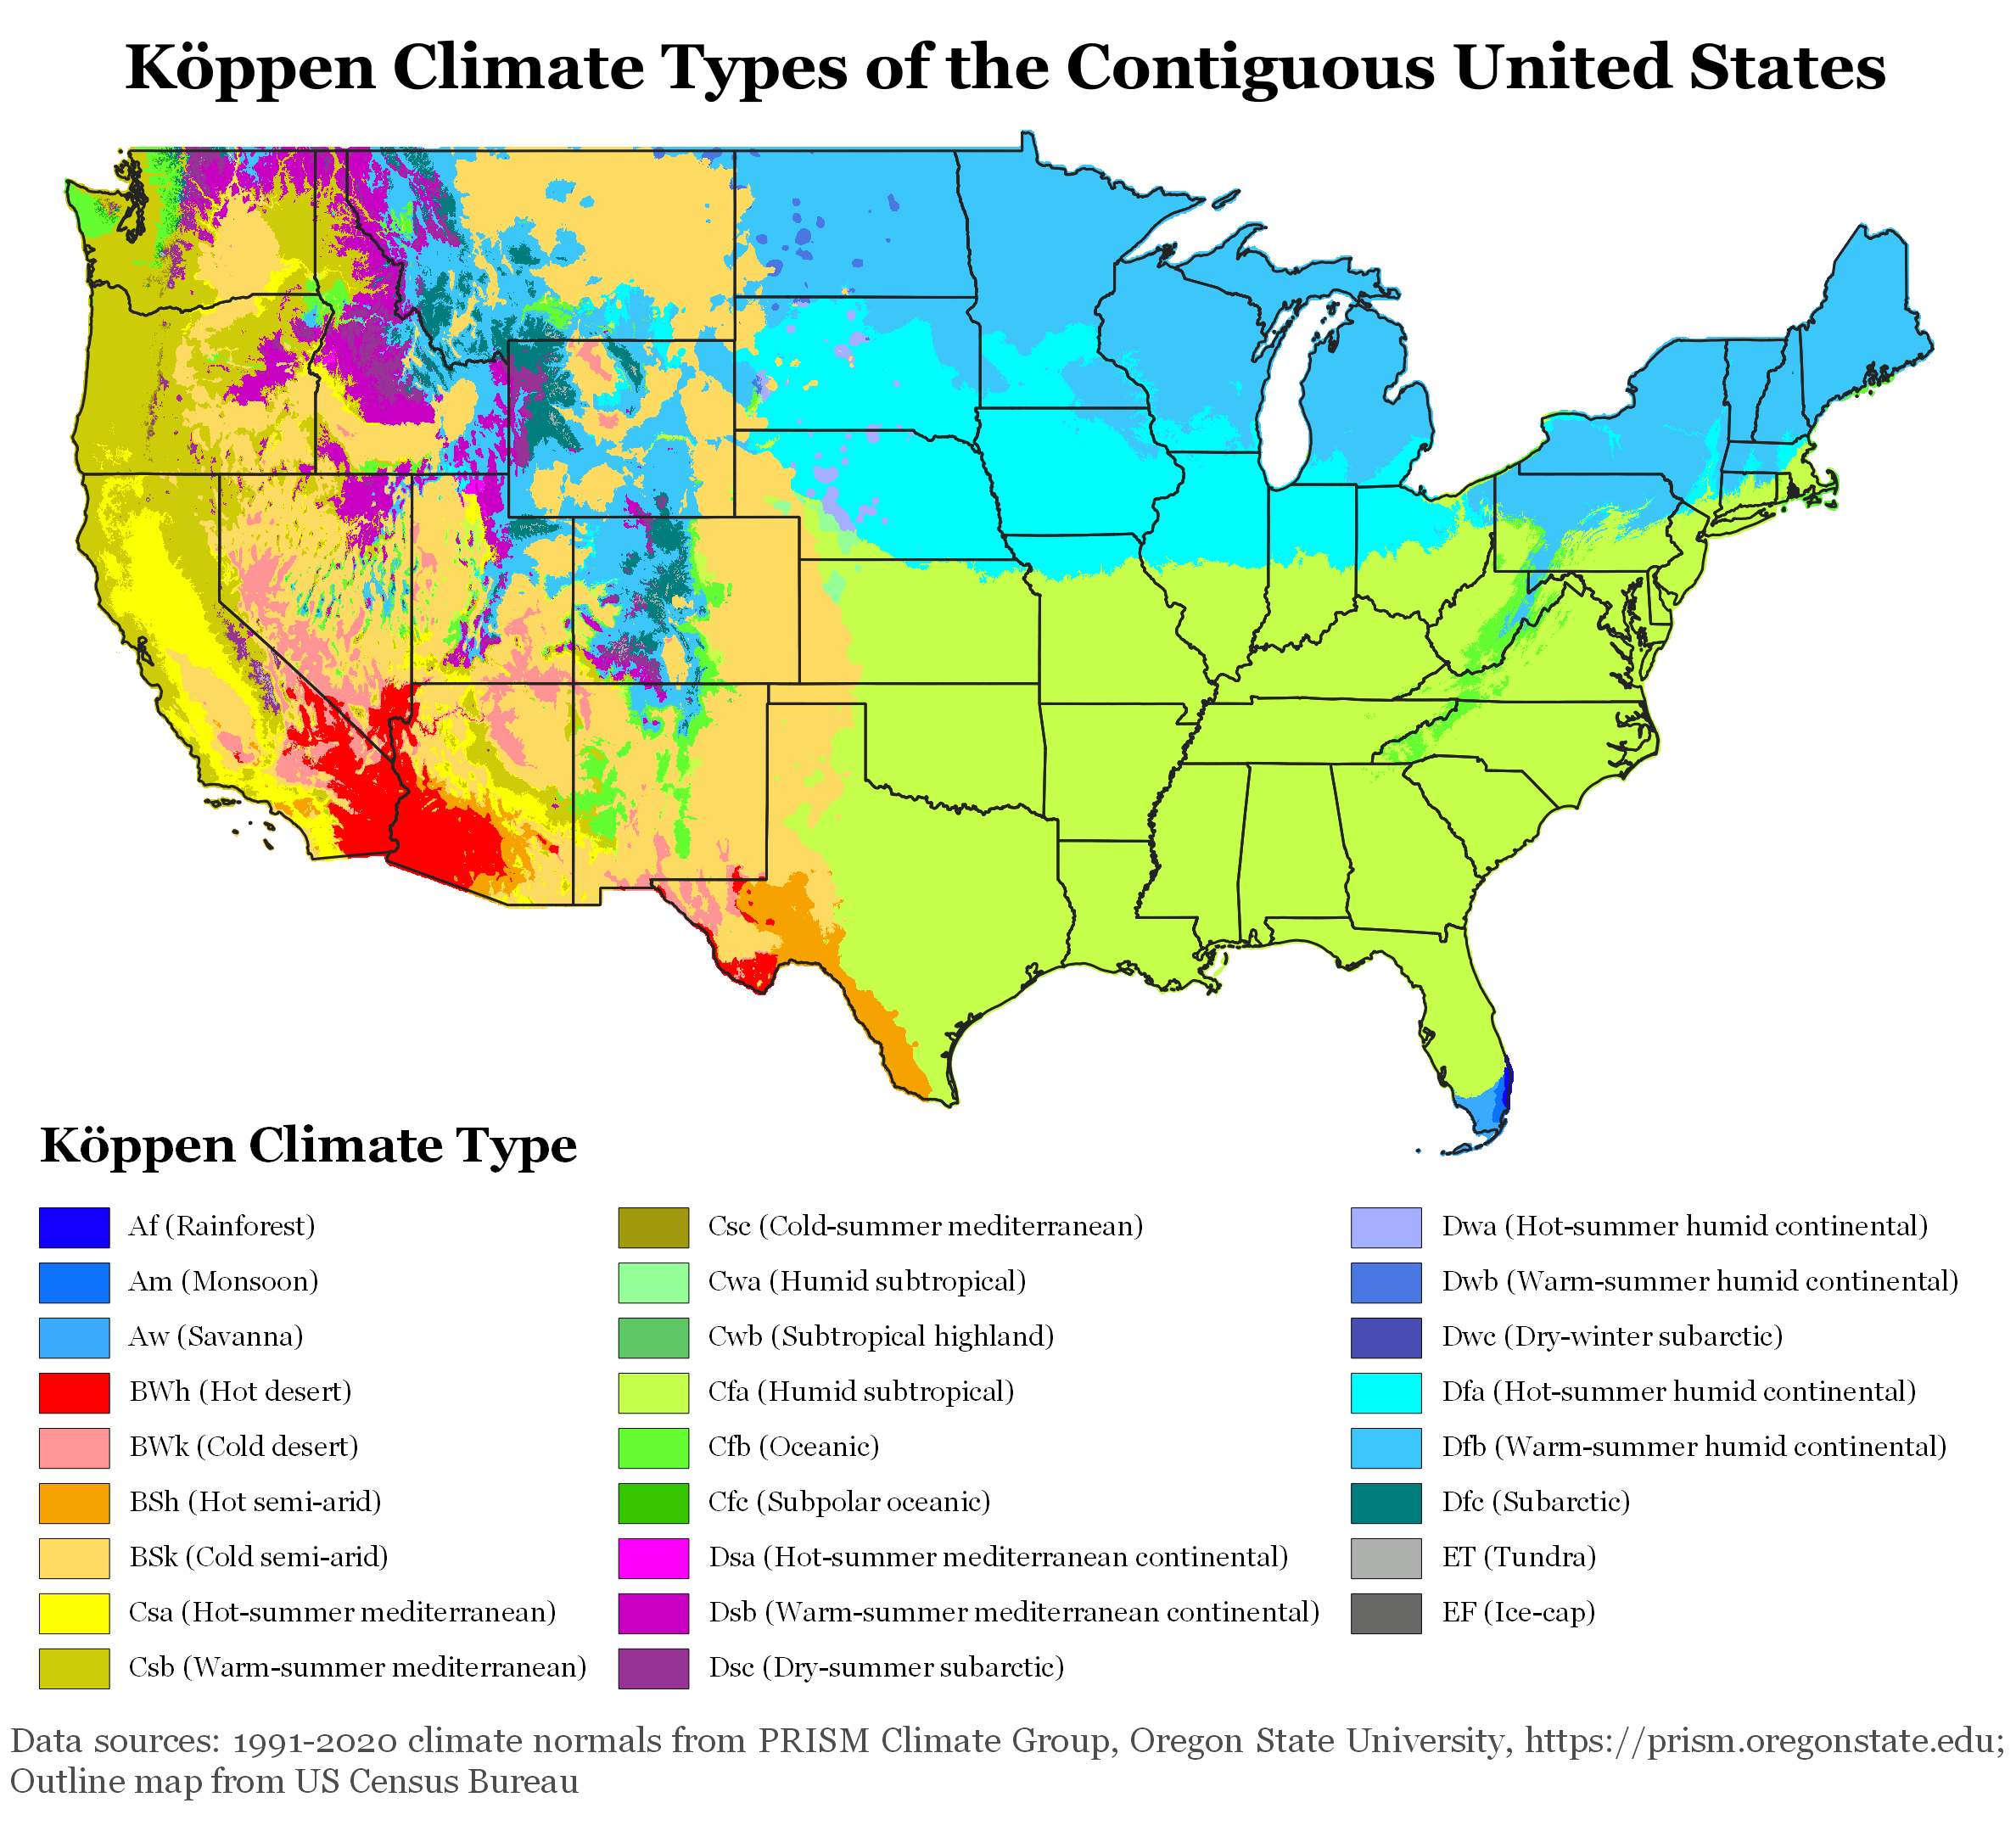 Köppen Climate Types of the Contiguous United States
Köppen Climate Type
Af (Rainforest)
Am (Monsoon)
Aw (Savanna)
BWh (Hot desert)
BWk (Cold desert)
BSh (Hot semi-arid)
BSk (Cold semi-arid)
Csa (Hot-summer mediterranean)
Csb (Warm-summer mediterranean)
Csc (Cold-summer mediterranean)
Cwa (Humid subtropical)
Cwb (Subtropical highland)
Cfa (Humid subtropical)
Cfb (Oceanic)
Cfc (Subpolar oceanic)
Dsa (Hot-summer mediterranean continental)
Dsb (Warm-summer mediterranean continental)
Dsc (Dry-summer subarctic)
Dwa (Hot-summer humid continental)
Dwb (Warm-summer humid continental)
Dwc (Dry-winter subarctic)
Dfa (Hot-summer humid continental)
Dfb (Warm-summer humid continental)
Dfc (Subarctic)
ET (Tundra)
EF (Ice-cap)
Data sources: 1991-2020 climate normals from PRISM Climate Group, Oregon State University, https://prism.oregonstate.edu;
Outline map from US Census Bureau